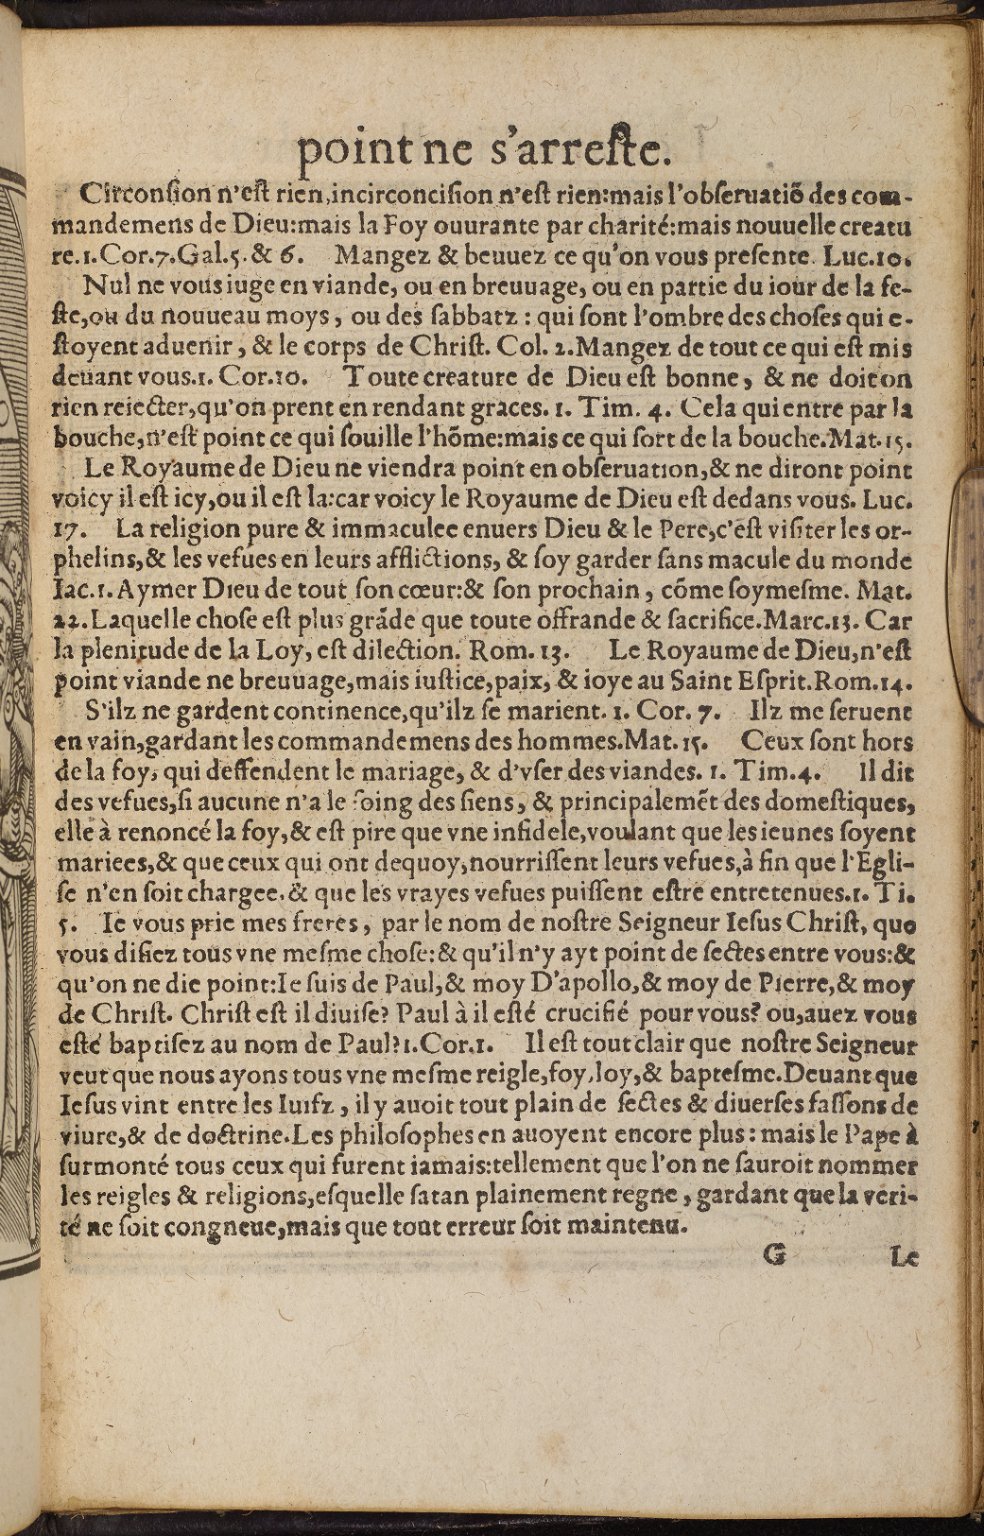 point ne s'arreſte.
Circonsiſion n'eſt rien, incirconciſion n'eſt rien:mais l'obſeruatiõ des com-
mandemens de Dieu:mais la Foy ouurante par charité:mais nouuelle creatu
re.1.Cor.7.Gal.5.& 6. Mangez & beuuez ce qu'on vous preſente. Luc.10.
Nul ne vous iuge en viande, ou en breuuage, ou en partie du iour de la fe-
ſte,ou du nouueau moys, ou des ſabbatz : qui ſont l'ombre des choſes qui e-
ſtoyent aduenir, & le corps de Chriſt. Col. 2.Mangez de tout ce qui eſt mis
deuant vous.1. Cor.10. Toute creature de Dieu eſt bonne, & ne doit on
rien reiecter,qu'on prent en rendant graces. 1. Tim. 4. Cela qui entre par la
bouche,n'eſt point ce qui ſouille l'hõme:mais ce qui ſort de la bouche.Mat.15.
Le Royaume de Dieu ne viendra point en obſeruation,& ne diront point
voicy il eſt icy,ou il eſt la:car voicy le Royaume de Dieu eſt dedans vous. Luc.
17. La religion pure & immaculee enuers Dieu & le Pere,c'eſt viſiter les or-
phelins,& les vefues en leurs afflictions, & ſoy garder ſans macule du monde
Iac.1. Aymer Dieu de tout ſon cœur:& ſon prochain, cõme ſoymeſme. Mat.
22.Laquelle choſe eſt plus grãde que toute offrande & ſacrifice.Marc.13. Car
la plenitude de la Loy, eſt dilection. Rom. 13. Le Royaume de Dieu,n'eſt
point viande ne breuuage,mais iuſtice,paix, & ioye au Saint Eſprit.Rom.14.
S'ilz ne gardent continence,qu'ilz ſe marient. 1. Cor. 7. Ilz me ſeruent
en vain,gardant les commandemens des hommes.Mat. 15. Ceux ſont hors
de la foy, qui deffendent le mariage, & d'vſer des viandes. 1. Tim.4. Il dit
des vefues,ſi aucune n'a le ſoing des ſiens, & principalemẽt des domeſtiques,
elle à renoncé la foy,& eſt pire que vne infidele,voulant que les ieunes ſoyent
mariees,& que ceux qui ont dequoy,nourriſſent leurs vefues,à fin que l'Egli-
ſe n'en ſoit chargee.& que les vrayes vefues puiſſent eſtre entretenues.1. Ti.
5. Ie vous prie mes freres, par le nom de noſtre Seigneur Ieſus Chriſt, que
vous diſiez tous vne meſme choſe:& qu'il n'y ayt point de ſectes entre vous:&
qu'on ne die point:Ie ſuis de Paul,& moy D'apollo,& moy de Pierre,& moy
de Chriſt. Chriſt eſt il diuiſe? Paul à il eſté crucifié pour vous? ou,auez vous
eſté baptiſez au nom de Paul?1.Cor.1. Il eſt tout clair que noſtre Seigneur
veut que nous ayons tous vne meſme reigle,foy,loy,& bapteſme.Deuant que
Ieſus vint entre les Iuifz, il y auoit tout plain de ſectes & diuerſes faſſons de
viure,& de doctrine.Les philoſophes en auoyent encore plus: mais le Pape à
ſurmonté tous ceux qui furent iamais:tellement que l'on ne ſauroit nommer
les reigles & religions,eſquelle ſatan plainement regne, gardant que la veri-
té ne ſoit congneue,mais que tout erreur ſoit maintenu.
G Le